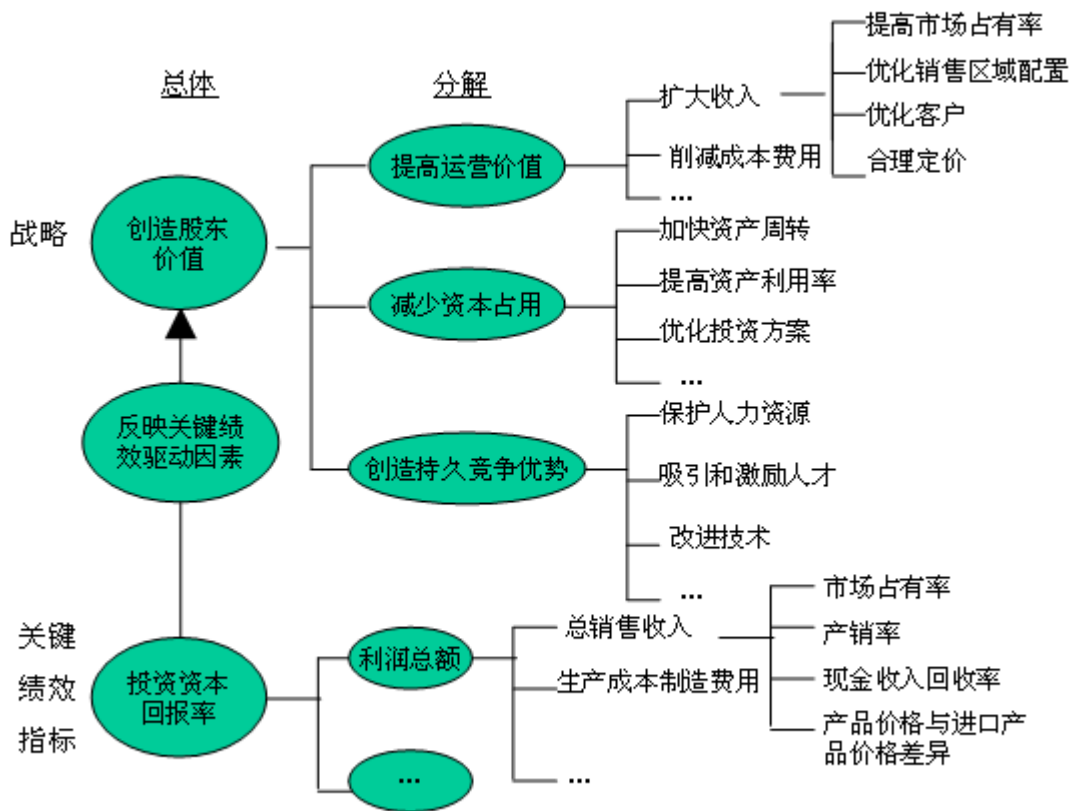 总体
分解
战略
创造股东
价值
反映关键绩
效驱动因素
提高运营价值
扩大收入
提高市场占有率
优化销售区域配置
优化客户
合理定价
削减成本费用
...
减少资本占用
加快资产周转
提高资产利用率
优化投资方案
...
创造持久竞争优势
保护人力资源
吸引和激励人才
改进技术
...
关键
绩效
指标
投资资本
回报率
利润总额
总销售收入
市场占有率
产销率
现金收入回收率
产品价格与进口产
品价格差异
生产成本制造费用
...
...